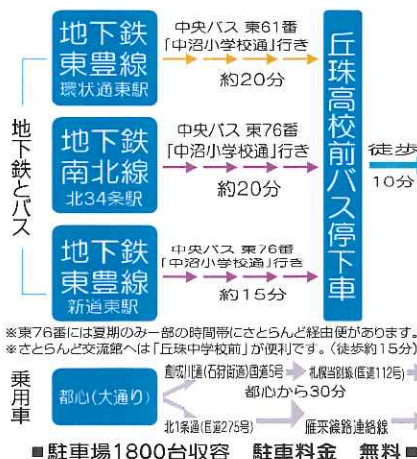 地下鉄
東豊線
環状通東駅
中央バス 東61番
「中沼小学校通」行き
約20分
地下鉄とバス
地下鉄
南北線
北34条駅
中央バス 東76番
「中沼小学校通」行き
約20分
地下鉄
東豊線
新道東駅
中央バス 東76番
「中沼小学校通」行き
約15分
丘珠高校前バス停下車
徒歩
10分
※東76番には夏期のみ一部の時間帯にさとらんど経由便があります。
※さとらんど交流館へは「丘珠中学校前」が便利です。(徒歩約15分)
乗用車
都心(大通り)
創成川通(石狩街道)国道5号
札幌当別線(国道112号)
都心から30分
北1条通(国道275号)
雁来線路連絡線
■駐車場1800台収容 駐車料金 無料■